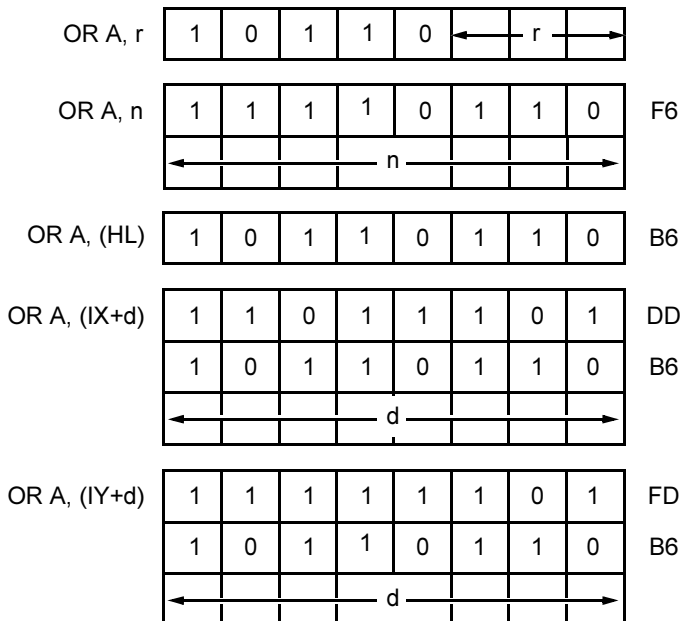 OR A, r 1 0 1 1 0 r
OR A, n 1 1 1 1 0 1 1 0 F6
n
OR A, (HL) 1 0 1 1 0 1 1 0 B6
OR A, (IX+d) 1 1 0 1 1 1 0 1 DD
1 0 1 1 0 1 1 0 B6
d
OR A, (IY+d) 1 1 1 1 1 1 0 1 FD
1 0 1 1 0 1 1 0 B6
d